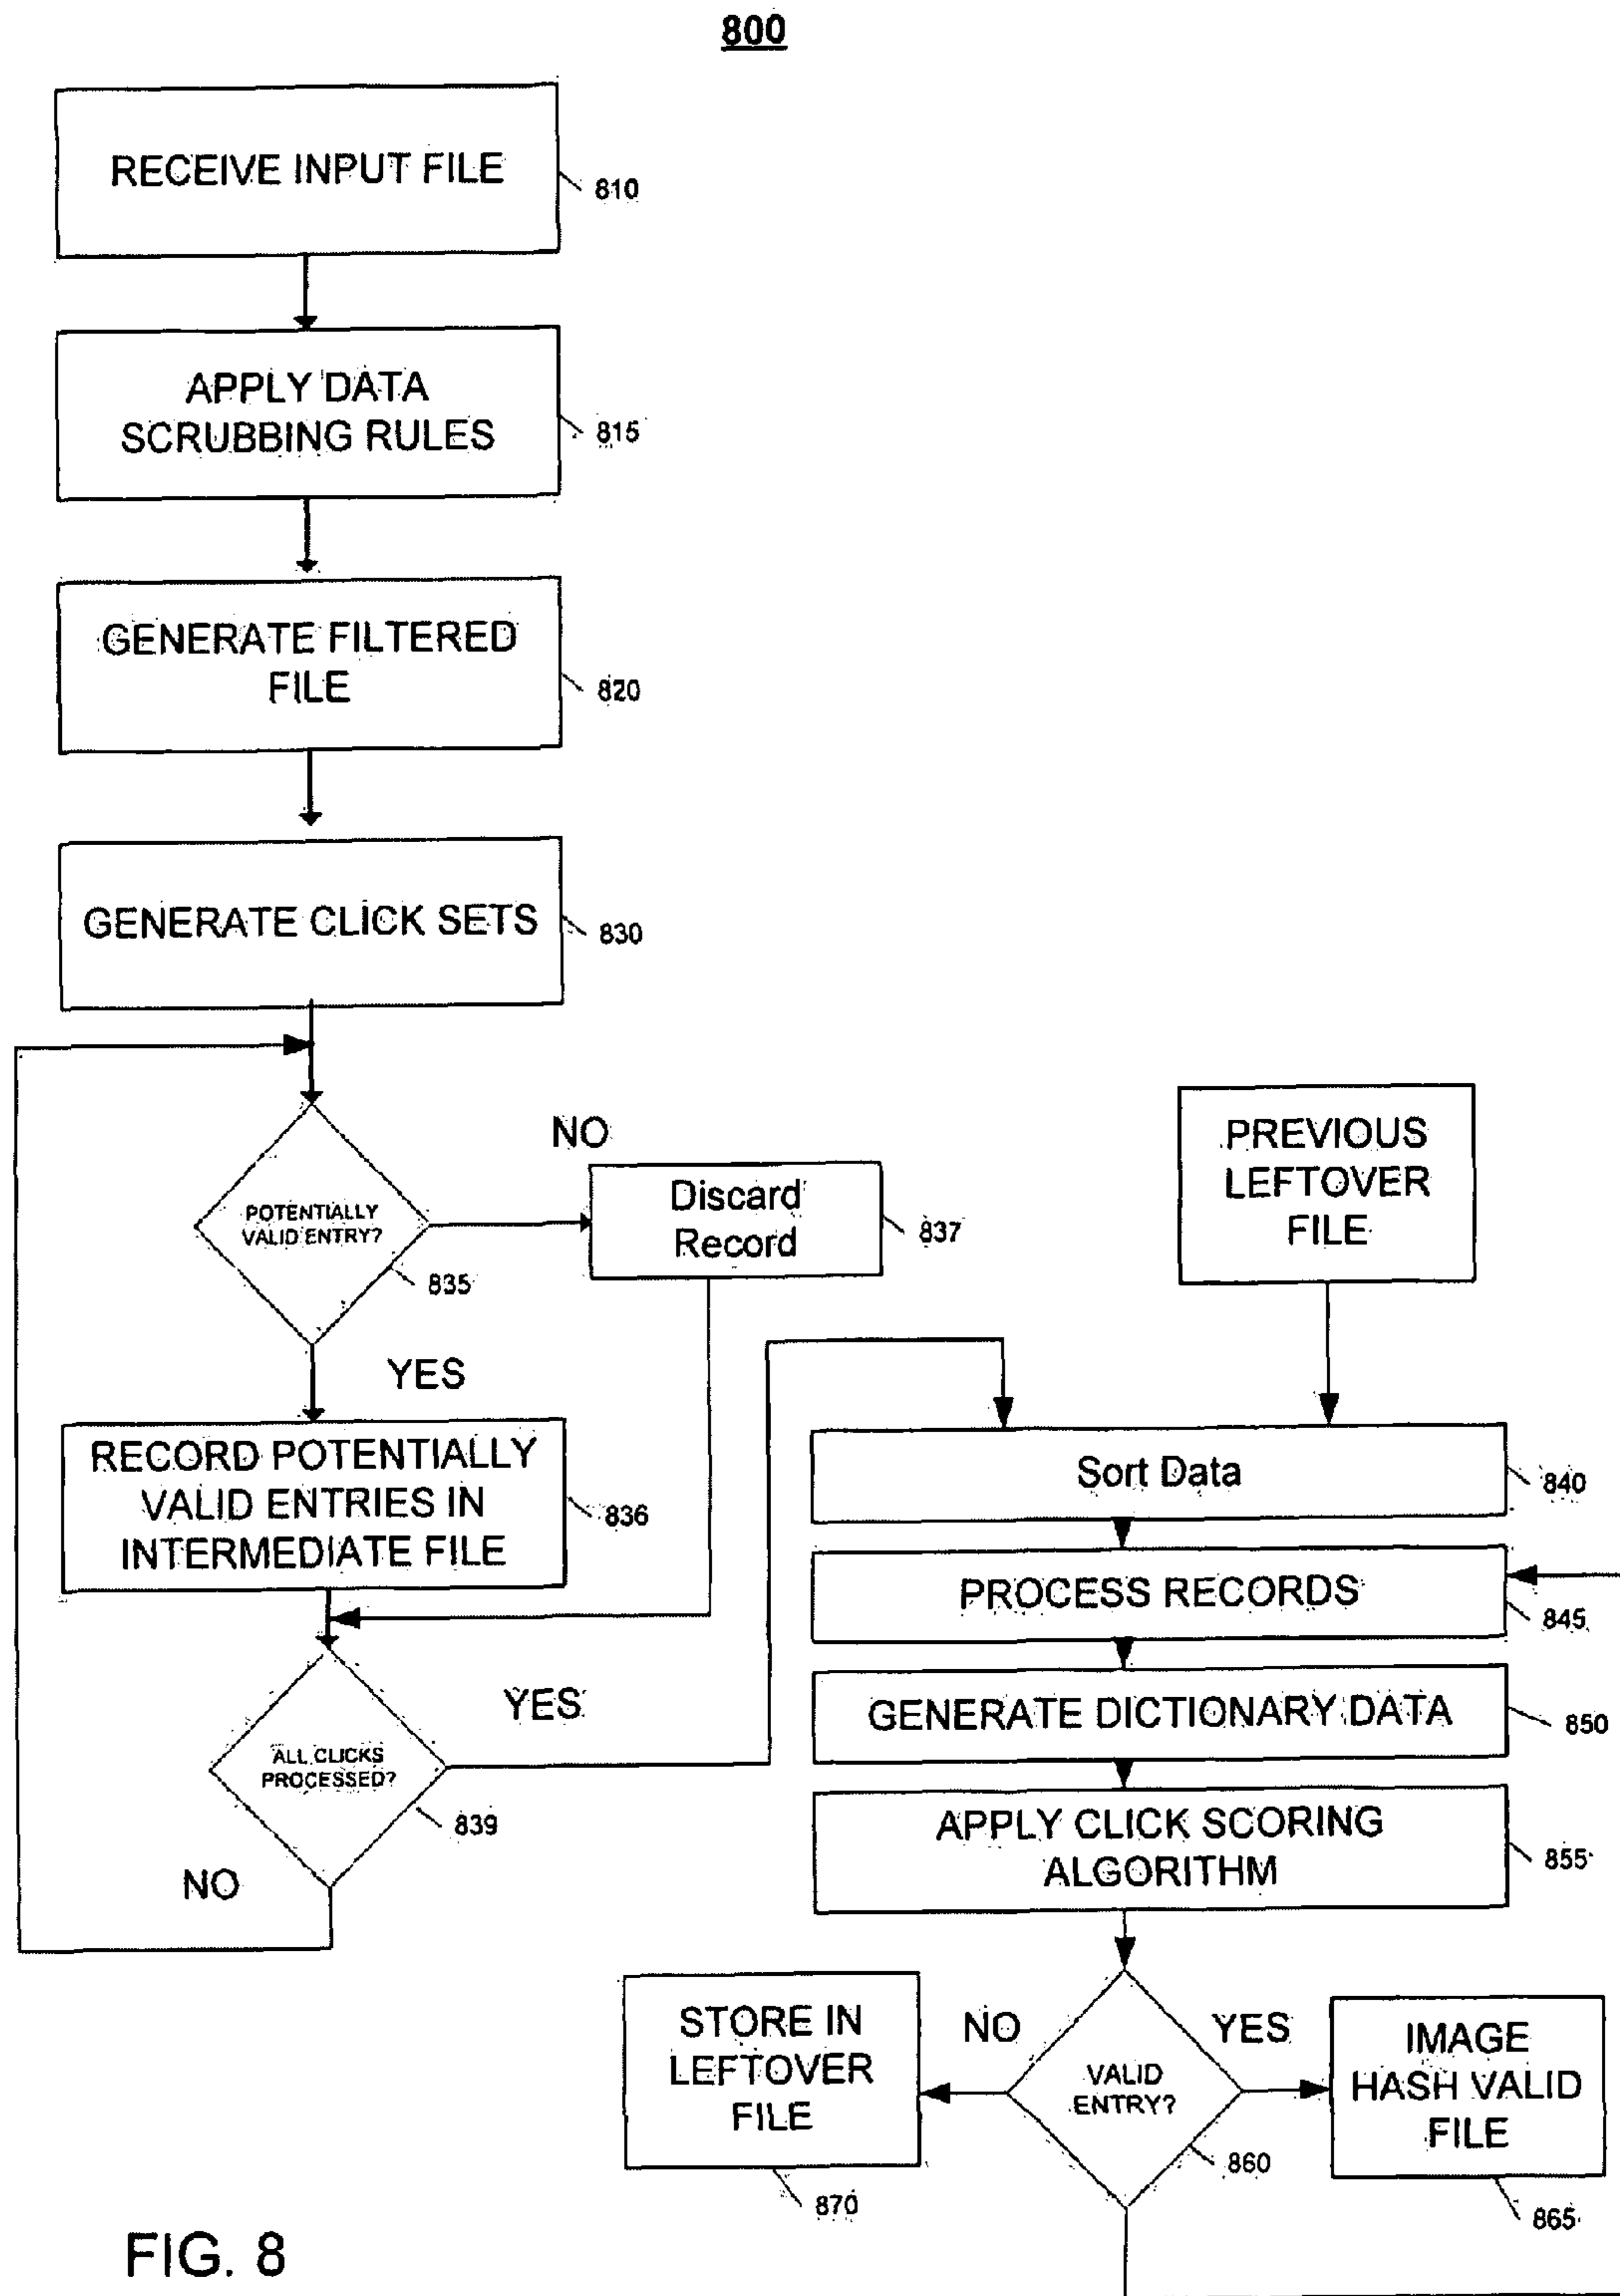 800
RECEIVE INPUT FILE
810
APPLY DATA
SCRUBBING RULES
815
GENERATE FILTERED
FILE
820
GENERATE CLICK SETS
830
POTENTIALLY
VALID ENTRY?
835
NO
Discard
Record
837
YES
RECORD POTENTIALLY
VALID ENTRIES IN
INTERMEDIATE FILE
836
ALL CLICKS
PROCESSED?
839
YES
NO
PREVIOUS
LEFTOVER
FILE
Sort Data
840
PROCESS RECORDS
845
GENERATE DICTIONARY DATA
850
APPLY CLICK SCORING
ALGORITHM
855
VALID
ENTRY?
860
NO
STORE IN
LEFTOVER
FILE
870
YES
IMAGE
HASH VALID
FILE
865
FIG. 8